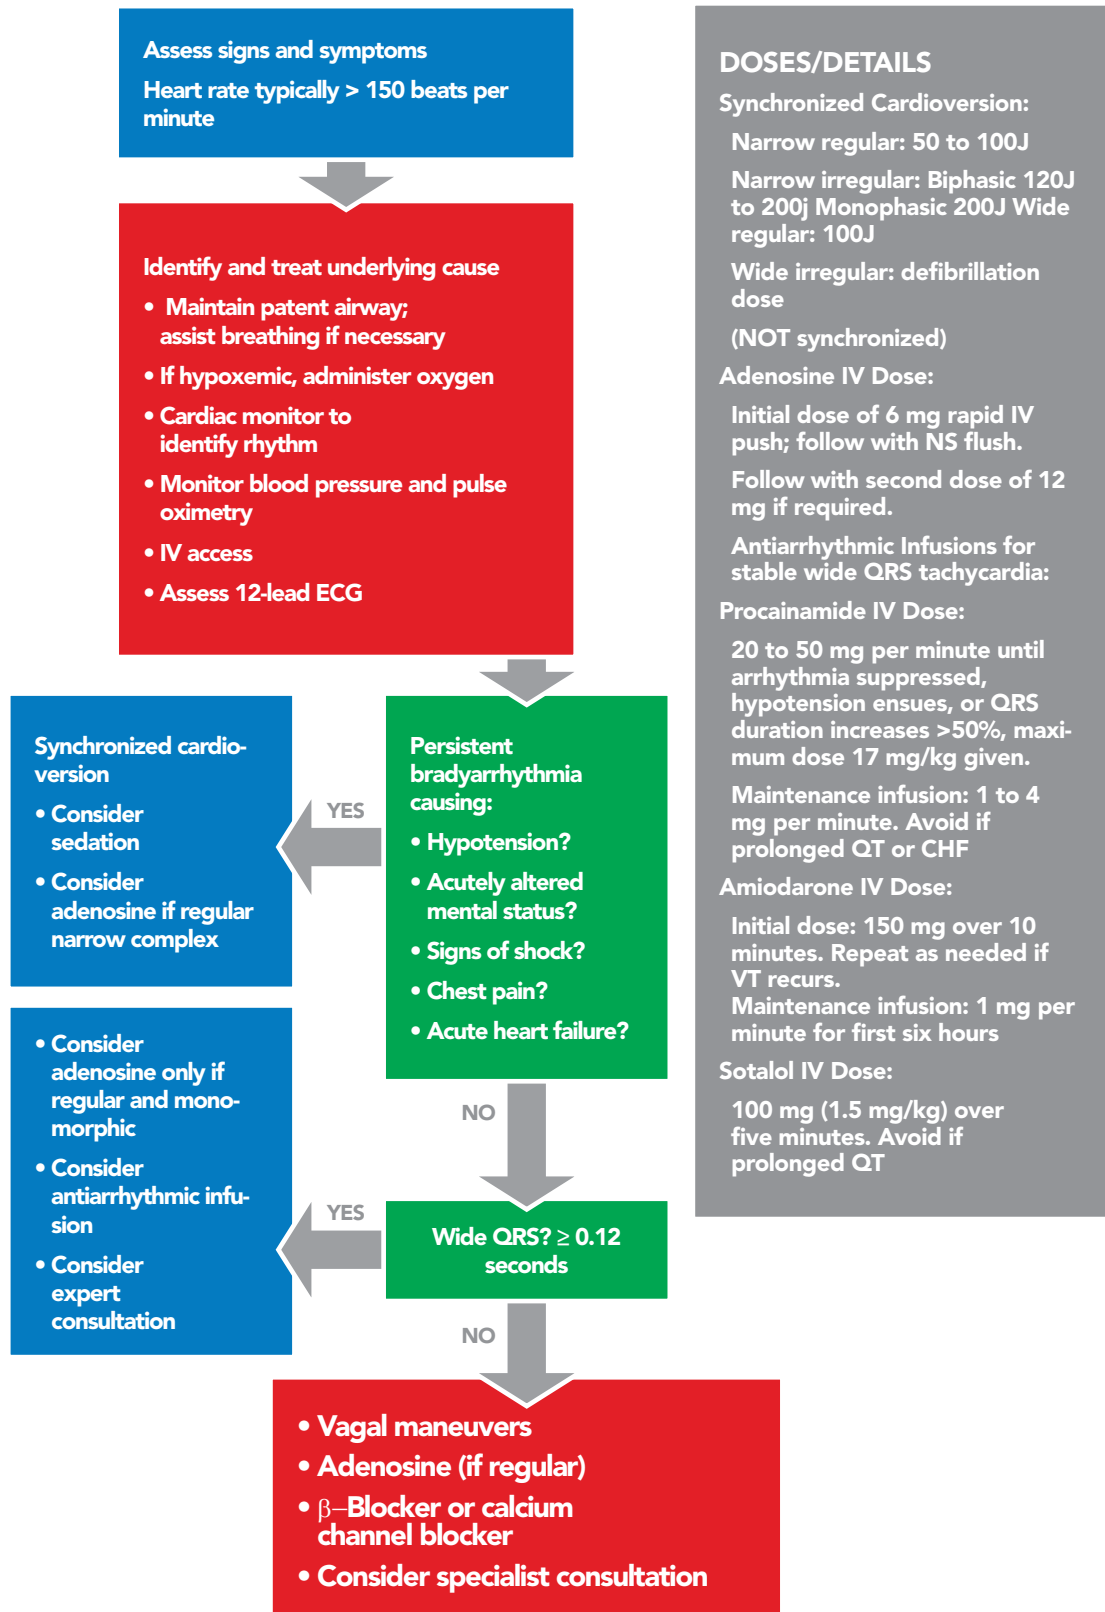 Assess signs and symptoms
Heart rate typically > 150 beats per
minute
Identify and treat underlying cause
• Maintain patent airway;
assist breathing if necessary
• If hypoxemic, administer oxygen
• Cardiac monitor to
identify rhythm
• Monitor blood pressure and pulse
oximetry
• IV access
• Assess 12-lead ECG
Persistent
bradyarrhythmia
causing:
• Hypotension?
• Acutely altered
mental status?
• Signs of shock?
• Chest pain?
• Acute heart failure?
YES
Synchronized cardio-
version
• Consider
sedation
• Consider
adenosine if regular
narrow complex
NO
Wide QRS? ≥ 0.12
seconds
YES
• Consider
adenosine only if
regular and mono-
morphic
• Consider
antiarrhythmic infu-
sion
• Consider
expert
consultation
NO
• Vagal maneuvers
• Adenosine (if regular)
• β–Blocker or calcium
channel blocker
• Consider specialist consultation
DOSES/DETAILS
Synchronized Cardioversion:
Narrow regular: 50 to 100J
Narrow irregular: Biphasic 120J
to 200j Monophasic 200J Wide
regular: 100J
Wide irregular: defibrillation
dose
(NOT synchronized)
Adenosine IV Dose:
Initial dose of 6 mg rapid IV
push; follow with NS flush.
Follow with second dose of 12
mg if required.
Antiarrhythmic Infusions for
stable wide QRS tachycardia:
Procainamide IV Dose:
20 to 50 mg per minute until
arrhythmia suppressed,
hypotension ensues, or QRS
duration increases >50%, maxi-
mum dose 17 mg/kg given.
Maintenance infusion: 1 to 4
mg per minute. Avoid if
prolonged QT or CHF
Amiodarone IV Dose:
Initial dose: 150 mg over 10
minutes. Repeat as needed if
VT recurs.
Maintenance infusion: 1 mg per
minute for first six hours
Sotalol IV Dose:
100 mg (1.5 mg/kg) over
five minutes. Avoid if
prolonged QT